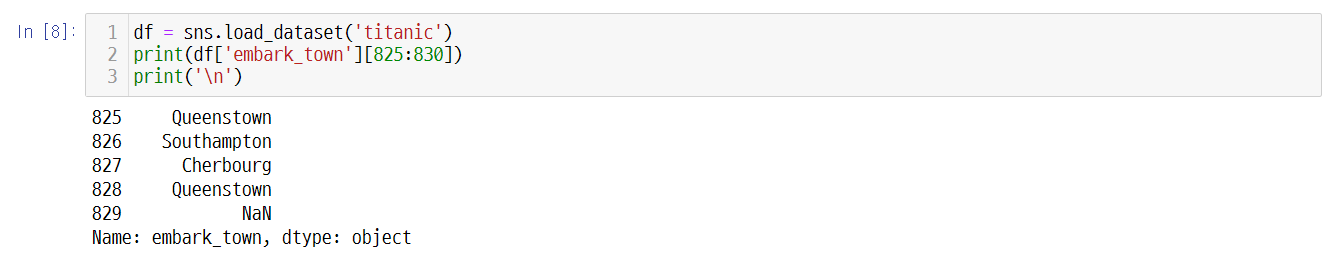 In [8]:
1 df = sns.load_dataset('titanic')
2 print(df['embark_town'][825:830])
3 print('\n')
825 Queenstown
826 Southampton
827 Cherbourg
828 Queenstown
829 NaN
Name: embark_town, dtype: object